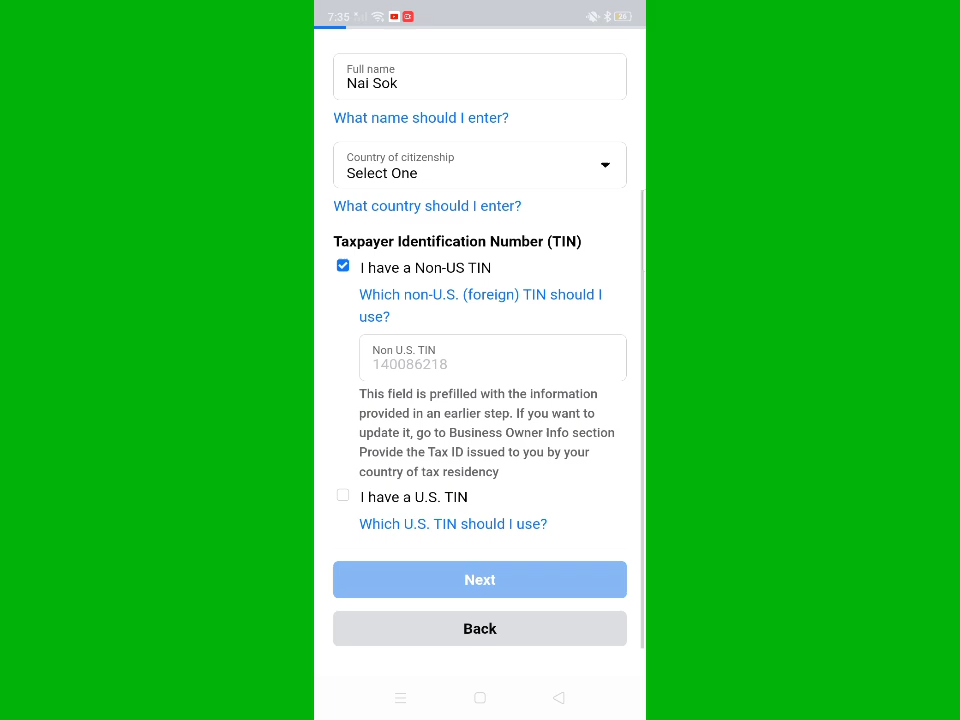 7:35
26
Full name
Nai Sok
What name should I enter?
Country of citizenship
Select One
What country should I enter?
Taxpayer Identification Number (TIN)
I have a Non-US TIN
Which non-U.S. (foreign) TIN should I
use?
Non U.S. TIN
140086218
This field is prefilled with the information
provided in an earlier step. If you want to
update it, go to Business Owner Info section
Provide the Tax ID issued to you by your
country of tax residency
I have a U.S. TIN
Which U.S. TIN should I use?
Next
Back